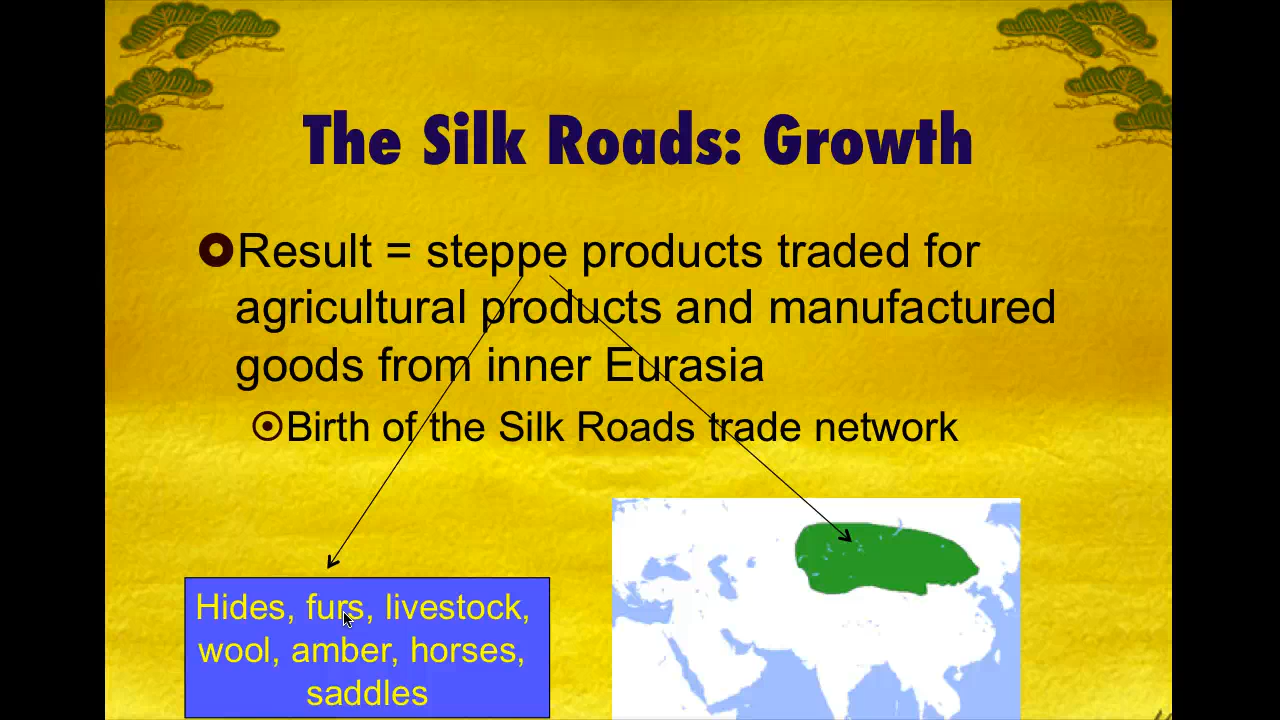 The Silk Roads: Growth
Result = steppe products traded for
agricultural products and manufactured
goods from inner Eurasia
Birth of the Silk Roads trade network
Hides, furs, livestock,
wool, amber, horses,
saddles